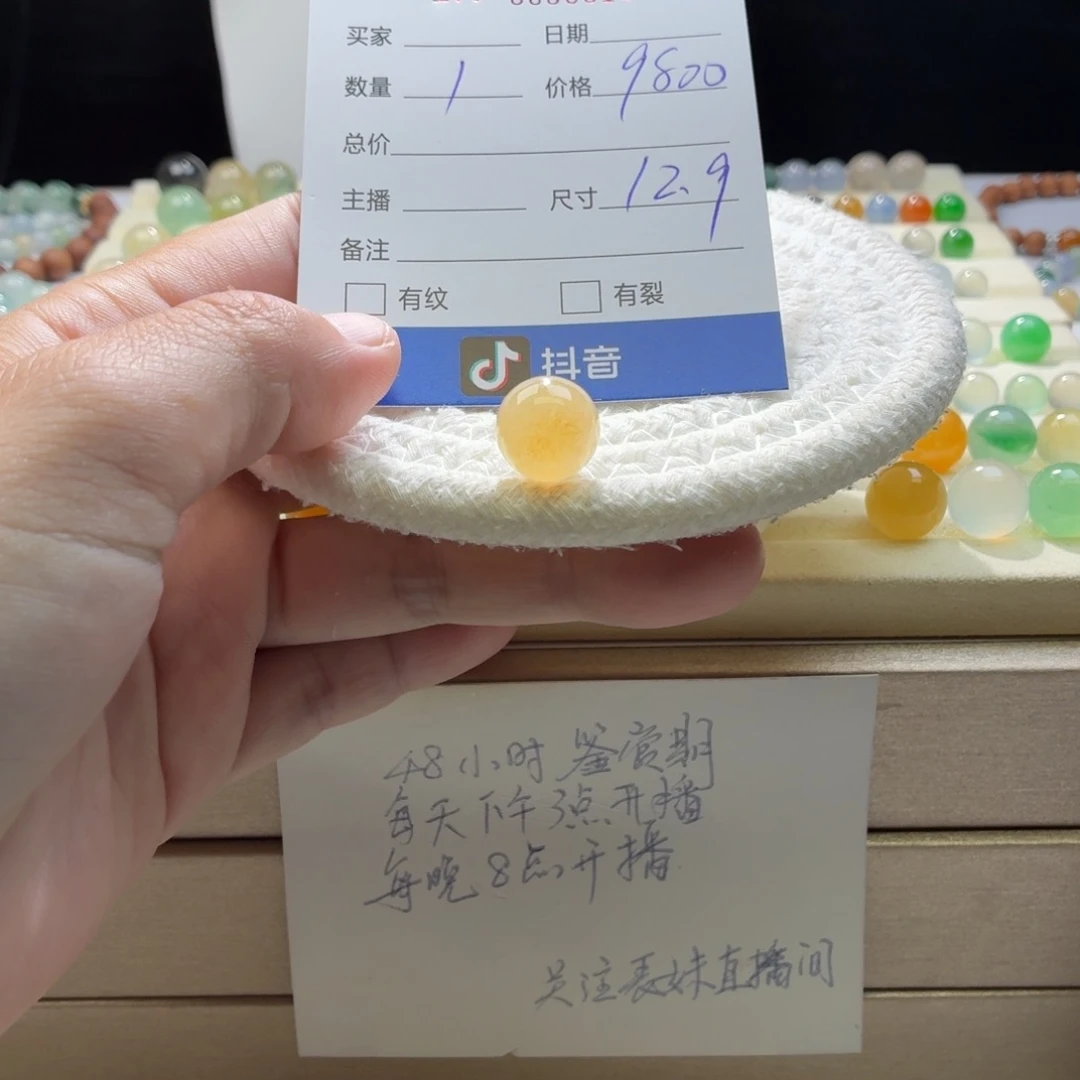 买家 日期
数量 1 价格 9800
总价
主播 尺寸 12.9
备注
有纹 有裂
抖音
48小时 鉴赏期
每天下午3点开播
每晚8点开播
关注表妹直播间